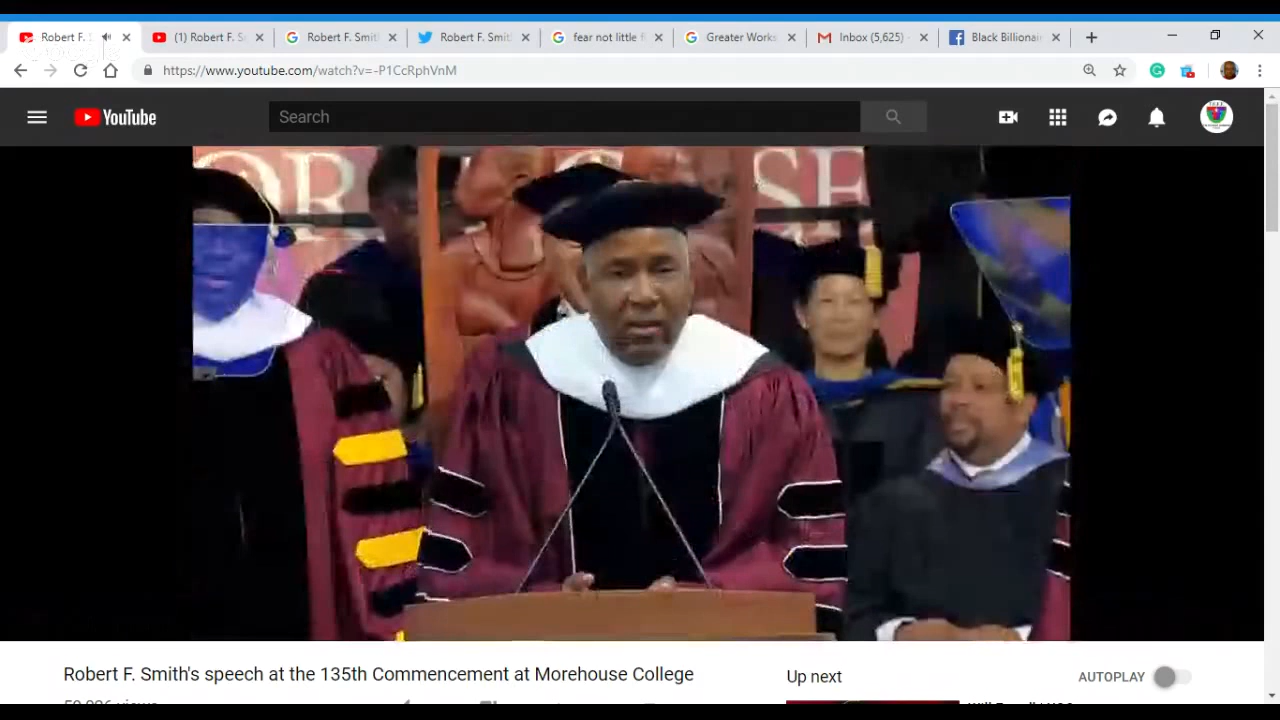 Robert F. S
(1) Robert F. S
Robert F. Smit
Robert F. Smit
fear not little f
Greater Works
Inbox (5,625) -
Black Billionai
https://www.youtube.com/watch?v=-P1CcRphVnM
YouTube
Search
OR
SE
Robert F. Smith's speech at the 135th Commencement at Morehouse College
Up next
AUTOPLAY